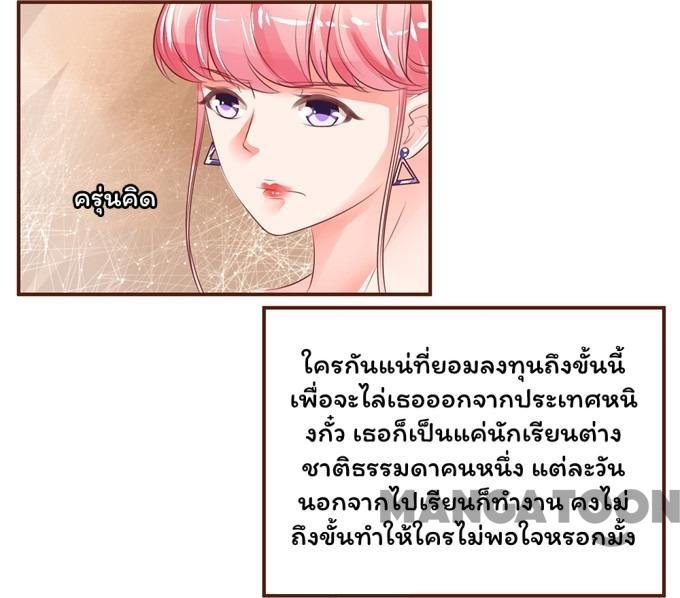 ครุ่นคิด
ใครกันแน่ที่ยอมลงทุนถึงขั้นนี้
เพื่อจะไล่เธอออกจากประเทศหนิ
งกั๋ว เธอก็เป็นแค่นักเรียนต่าง
ชาติธรรมดาคนหนึ่ง แต่ละวัน
นอกจากไปเรียนก็ทำงาน คงไม่
ถึงขั้นทำให้ใครไม่พอใจหรอกมั้ง
MANGATOON